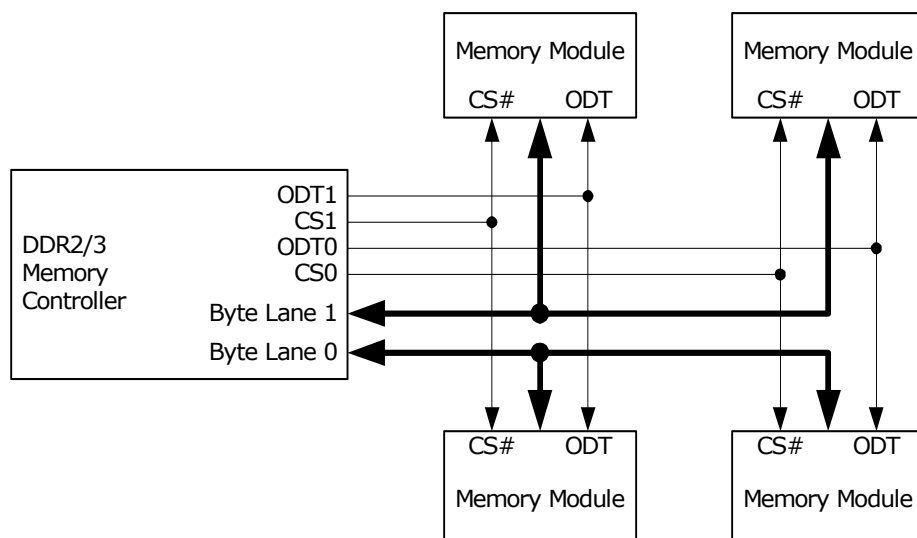 Memory Module
CS# ODT
Memory Module
CS# ODT
DDR2/3
Memory
Controller
ODT1
CS1
ODT0
CS0
Byte Lane 1
Byte Lane 0
CS# ODT
Memory Module
CS# ODT
Memory Module